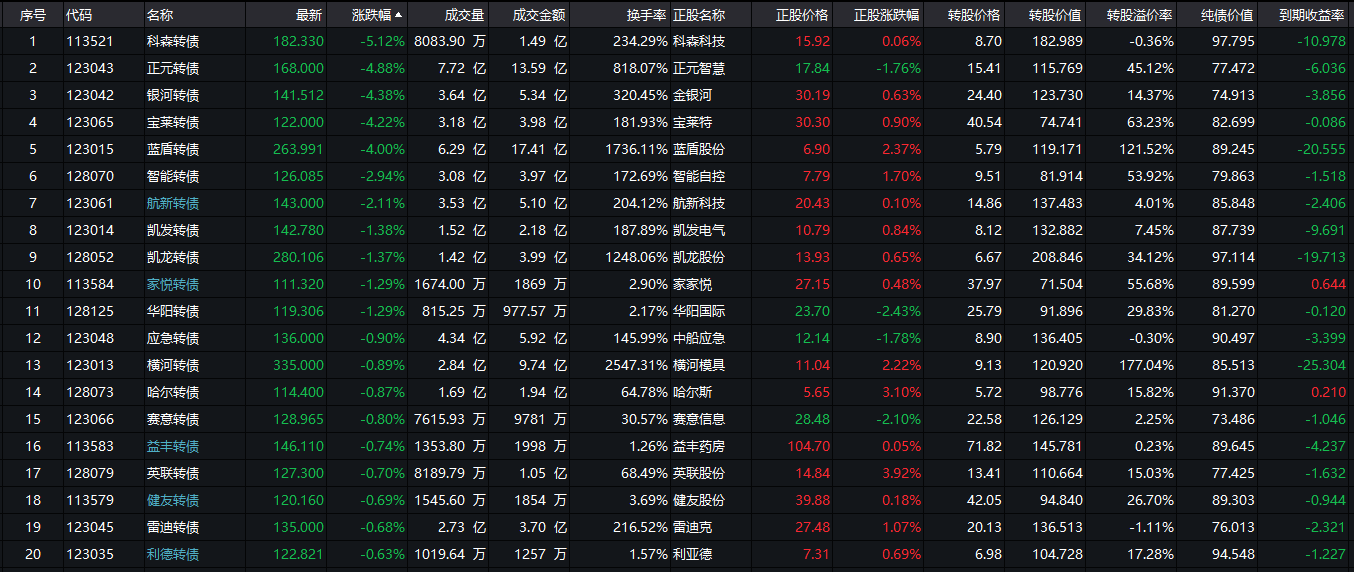 序号 代码 名称 最新 涨跌幅 成交量 成交金额 换手率 正股名称 正股价格 正股涨跌幅 转股价格 转股价值 转股溢价率 纯债价值 到期收益率
1 113521 科森转债 182.330 -5.12% 8083.90 万 1.49 亿 234.29% 科森科技 15.92 0.06% 8.70 182.989 -0.36% 97.795 -10.978
2 123043 正元转债 168.000 -4.88% 7.72 亿 13.59 亿 818.07% 正元智慧 17.84 -1.76% 15.41 115.769 45.12% 77.472 -6.036
3 123042 银河转债 141.512 -4.38% 3.64 亿 5.34 亿 320.45% 金银河 30.19 0.63% 24.40 123.730 14.37% 74.913 -3.856
4 123065 宝莱转债 122.000 -4.22% 3.18 亿 3.98 亿 181.93% 宝莱特 30.30 0.90% 40.54 74.741 63.23% 82.699 -0.086
5 123015 蓝盾转债 263.991 -4.00% 6.29 亿 17.41 亿 1736.11% 蓝盾股份 6.90 2.37% 5.79 119.171 121.52% 89.245 -20.555
6 128070 智能转债 126.085 -2.94% 3.08 亿 3.97 亿 172.69% 智能自控 7.79 1.70% 9.51 81.914 53.92% 79.863 -1.518
7 123061 航新转债 143.000 -2.11% 3.53 亿 5.10 亿 204.12% 航新科技 20.43 0.10% 14.86 137.483 4.01% 85.848 -2.406
8 123014 凯发转债 142.780 -1.38% 1.52 亿 2.18 亿 187.89% 凯发电气 10.79 0.84% 8.12 132.882 7.45% 87.739 -9.691
9 128052 凯龙转债 280.106 -1.37% 1.42 亿 3.99 亿 1248.06% 凯龙股份 13.93 0.65% 6.67 208.846 34.12% 97.114 -19.713
10 113584 家悦转债 111.320 -1.29% 1674.00 万 1869 万 2.90% 家家悦 27.15 0.48% 37.97 71.504 55.68% 89.599 0.644
11 128125 华阳转债 119.306 -1.29% 815.25 万 977.57 万 2.17% 华阳国际 23.70 -2.43% 25.79 91.896 29.83% 81.270 -0.120
12 123048 应急转债 136.000 -0.90% 4.34 亿 5.92 亿 145.99% 中船应急 12.14 -1.78% 8.90 136.405 -0.30% 90.497 -3.399
13 123013 横河转债 335.000 -0.89% 2.84 亿 9.74 亿 2547.31% 横河模具 11.04 2.22% 9.13 120.920 177.04% 85.513 -25.304
14 128073 哈尔转债 114.400 -0.87% 1.69 亿 1.94 亿 64.78% 哈尔斯 5.65 3.10% 5.72 98.776 15.82% 91.370 0.210
15 123066 赛意转债 128.965 -0.80% 7615.93 万 9781 万 30.57% 赛意信息 28.48 -2.10% 22.58 126.129 2.25% 73.486 -1.046
16 113583 益丰转债 146.110 -0.74% 1353.80 万 1998 万 1.26% 益丰药房 104.70 0.05% 71.82 145.781 0.23% 89.645 -4.237
17 128079 英联转债 127.300 -0.70% 8189.79 万 1.05 亿 68.49% 英联股份 14.84 3.92% 13.41 110.664 15.03% 77.425 -1.632
18 113579 健友转债 120.160 -0.69% 1545.60 万 1854 万 3.69% 健友股份 39.88 0.18% 42.05 94.840 26.70% 89.303 -0.944
19 123045 雷迪转债 135.000 -0.68% 2.73 亿 3.70 亿 216.52% 雷迪克 27.48 1.07% 20.13 136.513 -1.11% 76.013 -2.321
20 123035 利德转债 122.821 -0.63% 1019.64 万 1257 万 1.57% 利亚德 7.31 0.69% 6.98 104.728 17.28% 94.548 -1.227